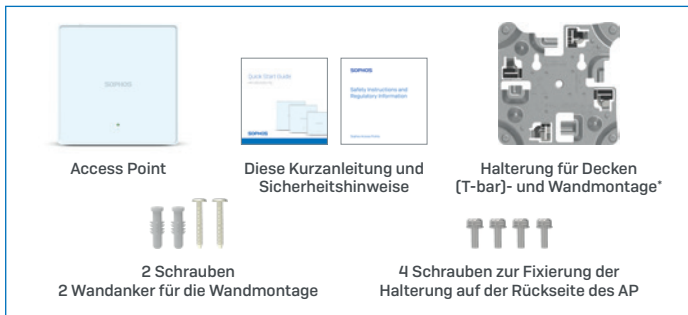 SOPHOS
Quick Start Guide
SOPHOS
SOPHOS
Safety Instructions and
Regulatory Information
Access Point
Diese Kurzanleitung und
Sicherheitshinweise
Halterung für Decken
(T-bar)- und Wandmontage*
2 Schrauben
2 Wandanker für die Wandmontage
4 Schrauben zur Fixierung der
Halterung auf der Rückseite des AP